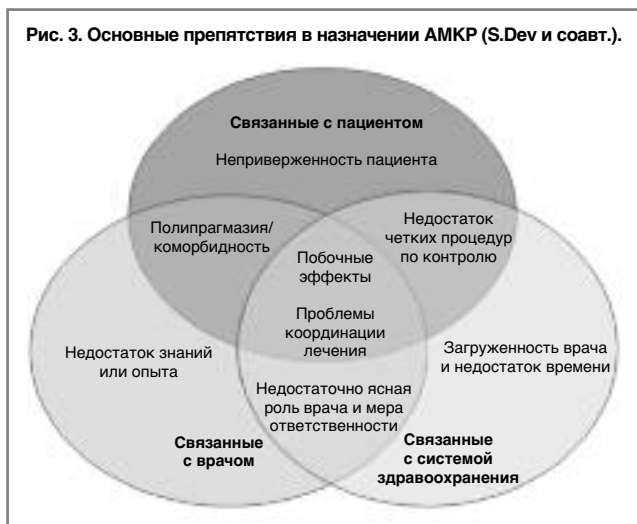 Рис. 3. Основные препятствия в назначении АМКР (S.Dev и соавт.).
Связанные с пациентом
Неприверженность пациента
Полипрагмазия/
коморбидность
Недостаток
четких процедур
по контролю
Побочные
эффекты
Проблемы
координации
лечения
Недостаток знаний
или опыта
Загруженность врача
и недостаток времени
Недостаточно ясная
роль врача и мера
ответственности
Связанные
с врачом
Связанные
с системой
здравоохранения